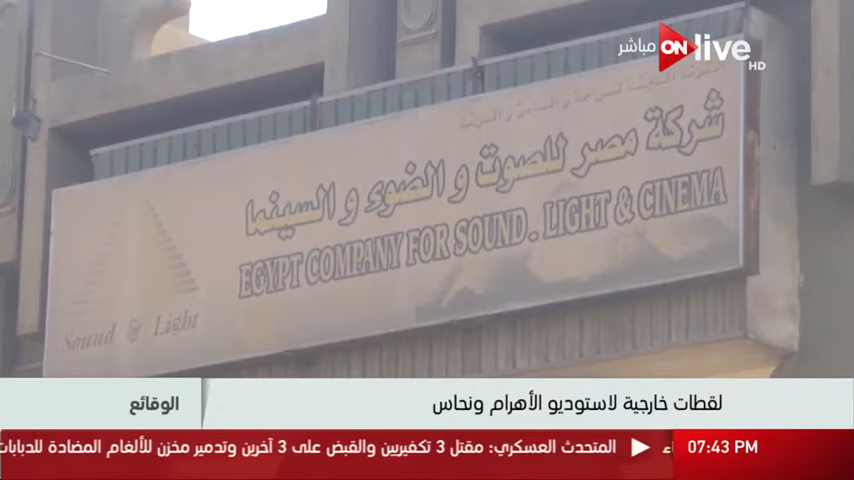 مباشر ON live
HD
شركة مصر للصوت و الضوء و السينما
EGYPT COMPANY FOR SOUND . LIGHT & CINEMA
Sound & Light
لقطات خارجية لاستوديو الأهرام ونحاس
الوقائع
07:43 PM
المتحدث العسكري: مقتل 3 تكفيريين والقبض على 3 آخرين وتدمير مخزن للألغام المضادة للدبابات